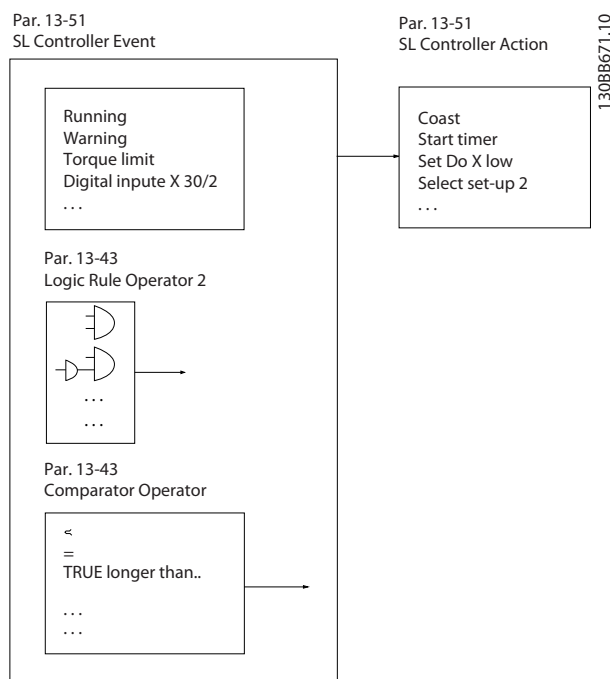 Par. 13-51
SL Controller Event
Par. 13-51
SL Controller Action
130BB671.10
Running
Warning
Torque limit
Digital inpute X 30/2
. . .
Coast
Start timer
Set Do X low
Select set-up 2
. . .
Par. 13-43
Logic Rule Operator 2
. . .
. . .
Par. 13-43
Comparator Operator
=
TRUE longer than..
. . .
. . .